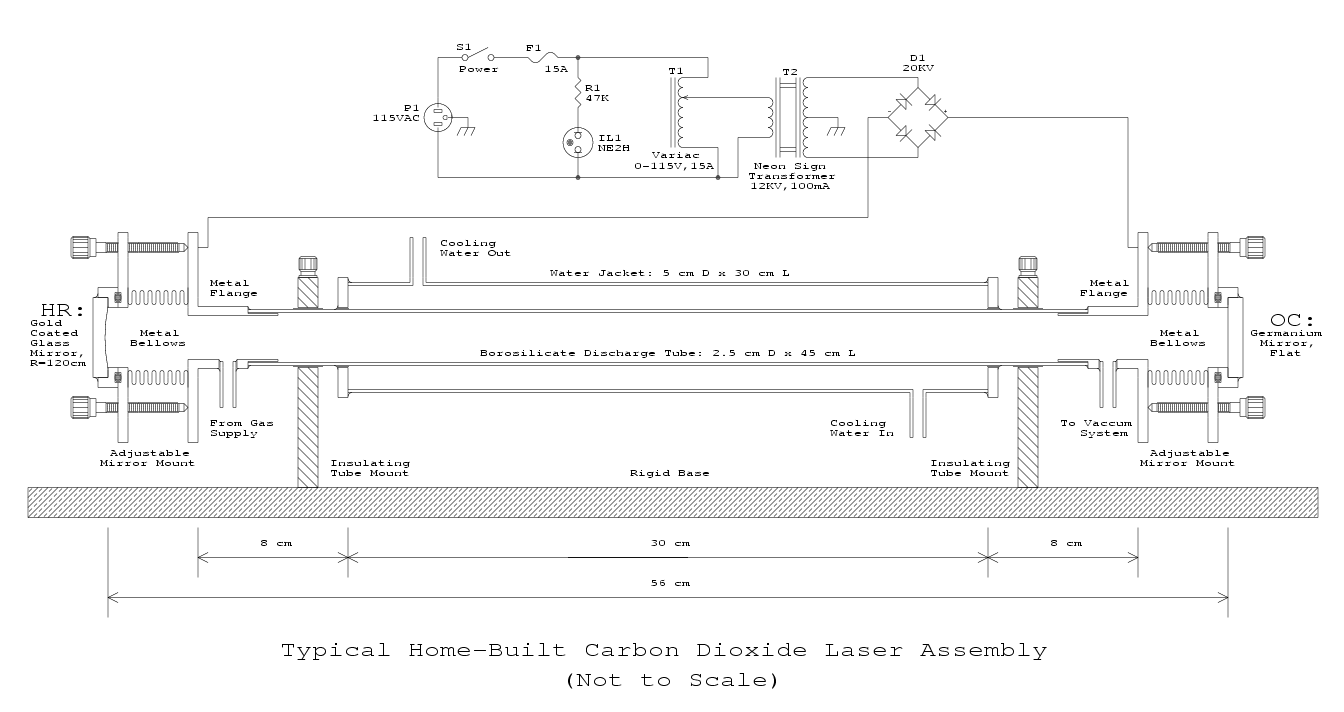 S1
Power
F1
15A
R1
47K
IL1
NE2H
P1
115VAC
T1
Variac
0-115V,15A
T2
Neon Sign
Transformer
12KV,100mA
D1
20KV
-
+
Cooling
Water Out
Water Jacket: 5 cm D x 30 cm L
Metal
Flange
Metal
Flange
HR:
Gold
Coated
Glass
Mirror,
R=120cm
Metal
Bellows
Borosilicate Discharge Tube: 2.5 cm D x 45 cm L
Metal
Bellows
OC:
Germanium
Mirror,
Flat
From Gas
Supply
Cooling
Water In
To Vaccum
System
Adjustable
Mirror Mount
Insulating
Tube Mount
Rigid Base
Insulating
Tube Mount
Adjustable
Mirror Mount
8 cm
30 cm
8 cm
56 cm
Typical Home-Built Carbon Dioxide Laser Assembly
(Not to Scale)